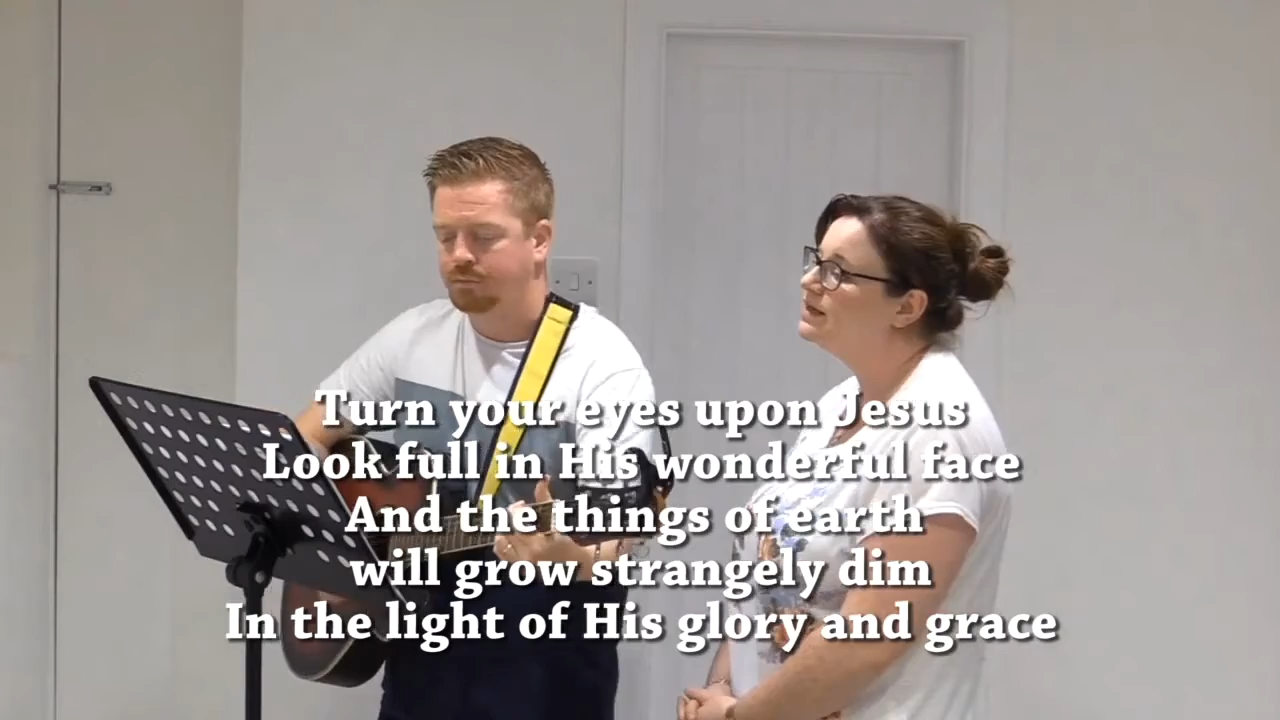 Turn your eyes upon Jesus
Look full in His wonderful face
And the things of earth
will grow strangely dim
In the light of His glory and grace